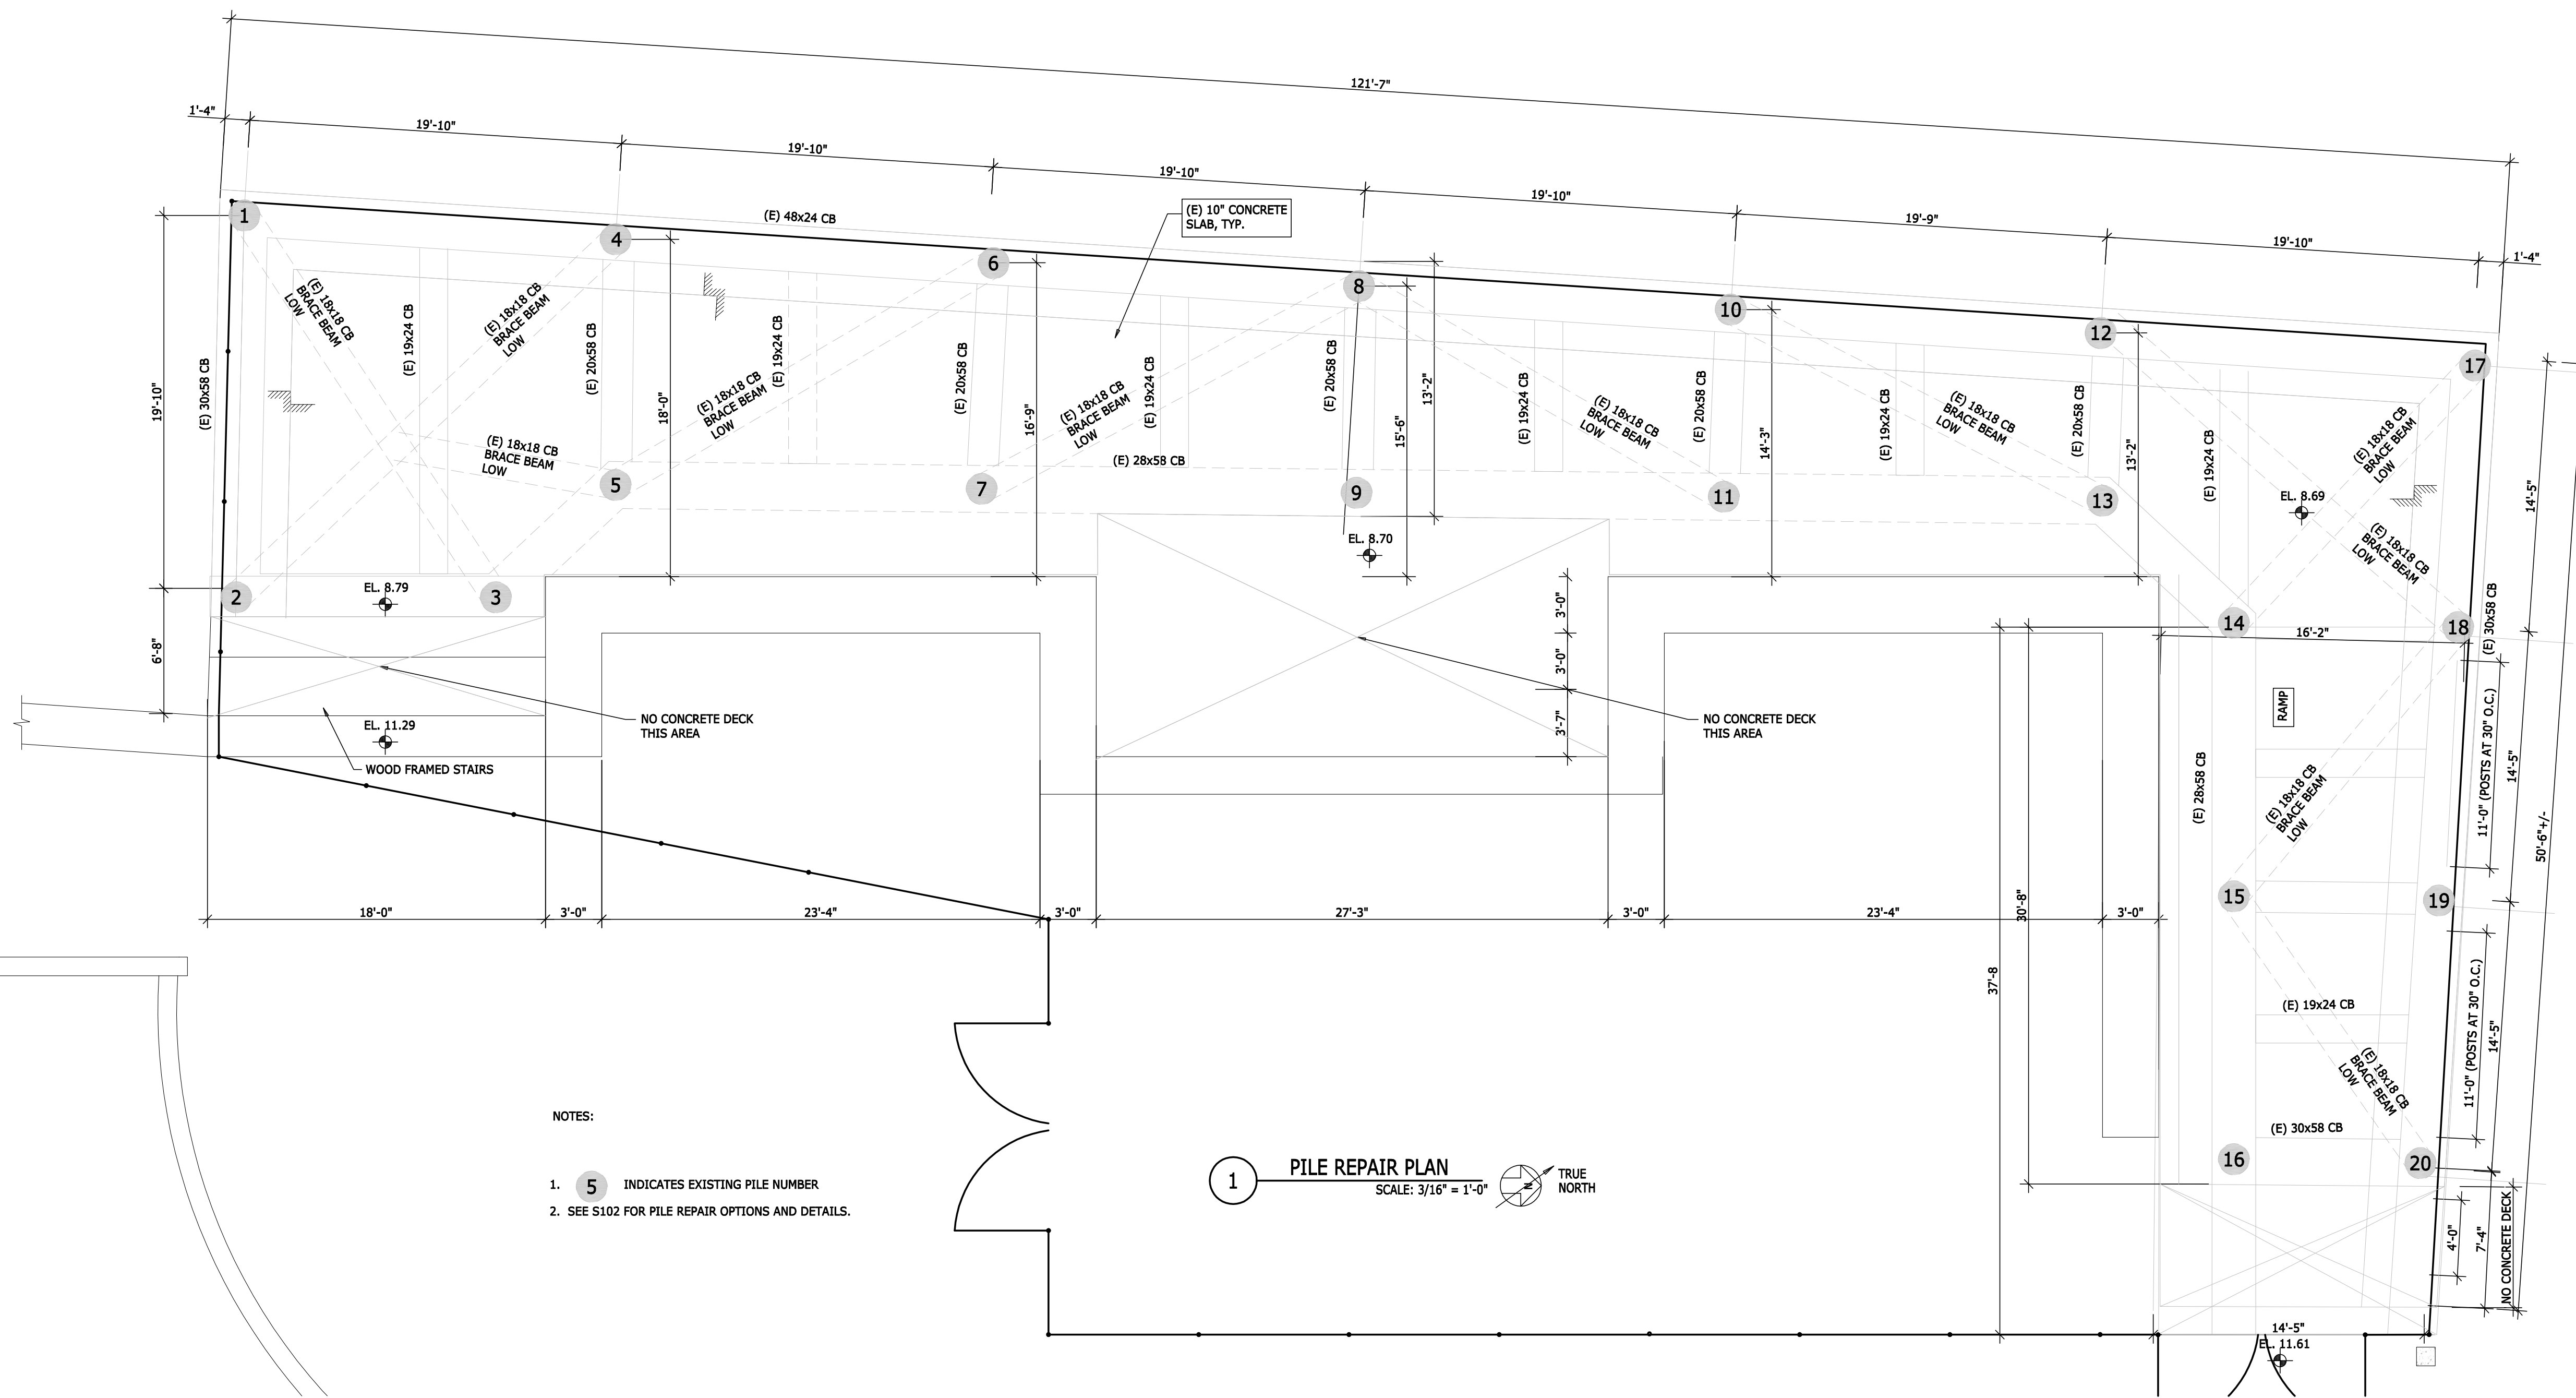 121'-7"
1'-4"
19'-10"
19'-10"
19'-10"
19'-10"
19'-9"
19'-10"
1'-4"
(E) 48x24 CB
(E) 10" CONCRETE
SLAB, TYP.
1
4
6
8
10
12
17
19'-10"
6'-8"
(E) 30x58 CB
(E) 18x18 CB
BRACE BEAM
LOW
(E) 19x24 CB
(E) 18x18 CB
BRACE BEAM
LOW
(E) 20x58 CB
18'-0"
(E) 18x18 CB
BRACE BEAM
LOW
(E) 19x24 CB
(E) 20x58 CB
16'-9"
(E) 18x18 CB
BRACE BEAM
LOW
(E) 19x24 CB
(E) 20x58 CB
15'-6"
13'-2"
(E) 19x24 CB
(E) 18x18 CB
BRACE BEAM
LOW
(E) 20x58 CB
14'-3"
(E) 19x24 CB
(E) 18x18 CB
BRACE BEAM
LOW
(E) 20x58 CB
13'-2"
(E) 19x24 CB
(E) 18x18 CB
BRACE BEAM
LOW
EL. 8.69
(E) 18x18 CB
BRACE BEAM
LOW
14'-5"
(E) 18x18 CB
BRACE BEAM
LOW
(E) 28x58 CB
5
7
9
11
13
EL. 8.70
2
3
EL. 8.79
14
18
16'-2"
(E) 30x58 CB
3'-0"
3'-0"
3'-7"
NO CONCRETE DECK
THIS AREA
NO CONCRETE DECK
THIS AREA
EL. 11.29
WOOD FRAMED STAIRS
RAMP
(E) 28x58 CB
(E) 18x18 CB
BRACE BEAM
LOW
11'-0" (POSTS AT 30" O.C.)
14'-5"
50'-6"+/-
15
19
18'-0"
3'-0"
23'-4"
3'-0"
27'-3"
3'-0"
23'-4"
3'-0"
30'-8"
37'-8
(E) 19x24 CB
(E) 18x18 CB
BRACE BEAM
LOW
11'-0" (POSTS AT 30" O.C.)
14'-5"
(E) 30x58 CB
16
20
4'-0"
7'-4"
NO CONCRETE DECK
14'-5"
EL. 11.61
NOTES:
1. 5 INDICATES EXISTING PILE NUMBER
2. SEE S102 FOR PILE REPAIR OPTIONS AND DETAILS.
1 PILE REPAIR PLAN
SCALE: 3/16" = 1'-0"
N
TRUE
NORTH